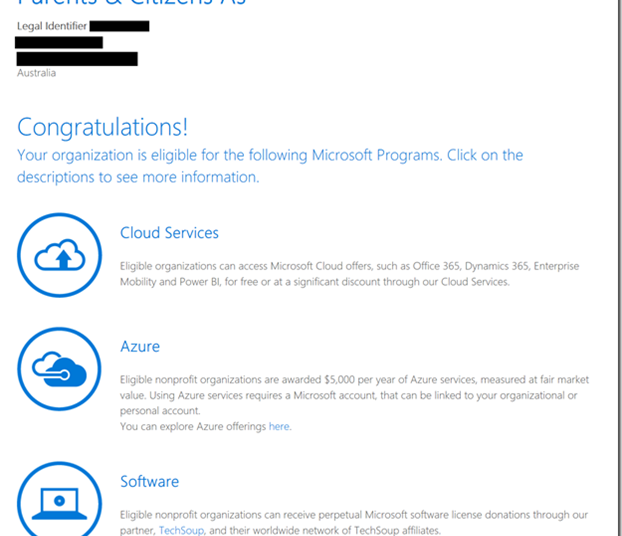 Parents & Citizens As
Legal Identifier
Australia
Congratulations!
Your organization is eligible for the following Microsoft Programs. Click on the
descriptions to see more information.
Cloud Services
Eligible organizations can access Microsoft Cloud offers, such as Office 365, Dynamics 365, Enterprise
Mobility and Power BI, for free or at a significant discount through our Cloud Services.
Azure
Eligible nonprofit organizations are awarded $5,000 per year of Azure services, measured at fair market
value. Using Azure services requires a Microsoft account, that can be linked to your organizational or
personal account.
You can explore Azure offerings here.
Software
Eligible nonprofit organizations can receive perpetual Microsoft software license donations through our
partner, TechSoup, and their worldwide network of TechSoup affiliates.